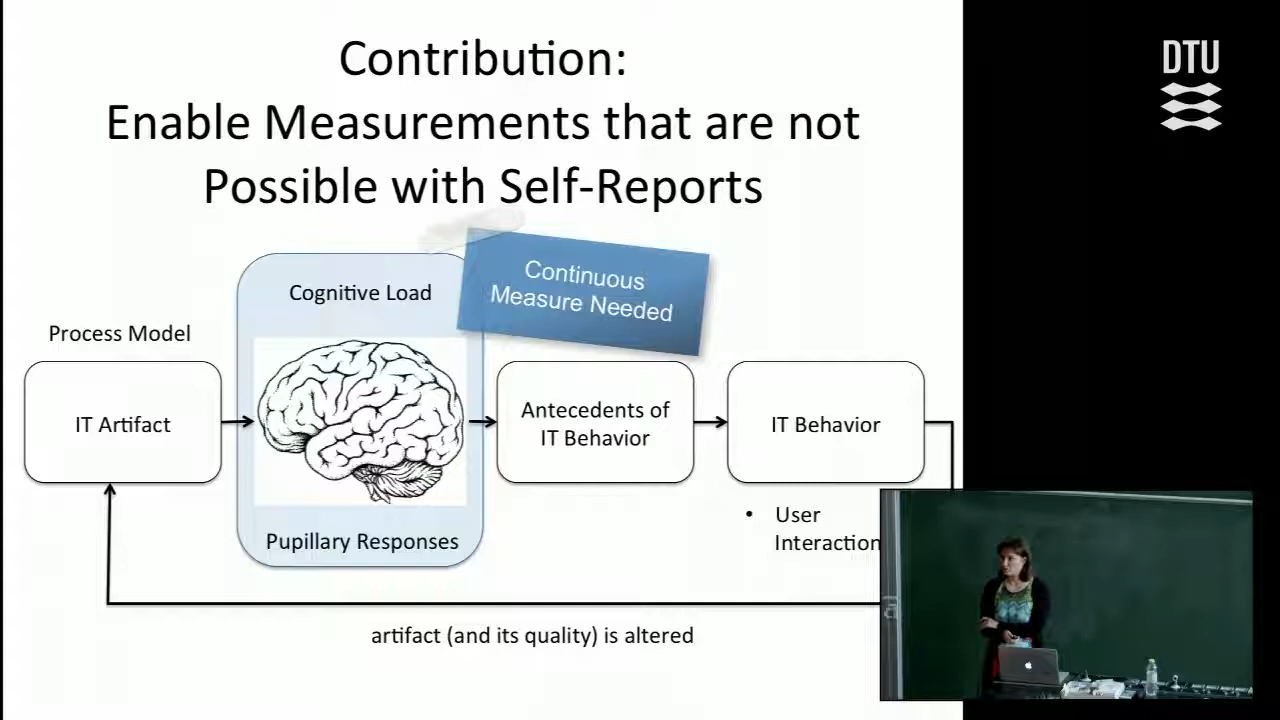 Contribution:
Enable Measurements that are not
Possible with Self-Reports
DTU
Continuous
Measure Needed
Cognitive Load
Process Model
IT Artifact
Antecedents of
IT Behavior
IT Behavior
Pupillary Responses
• User
Interaction
artifact (and its quality) is altered